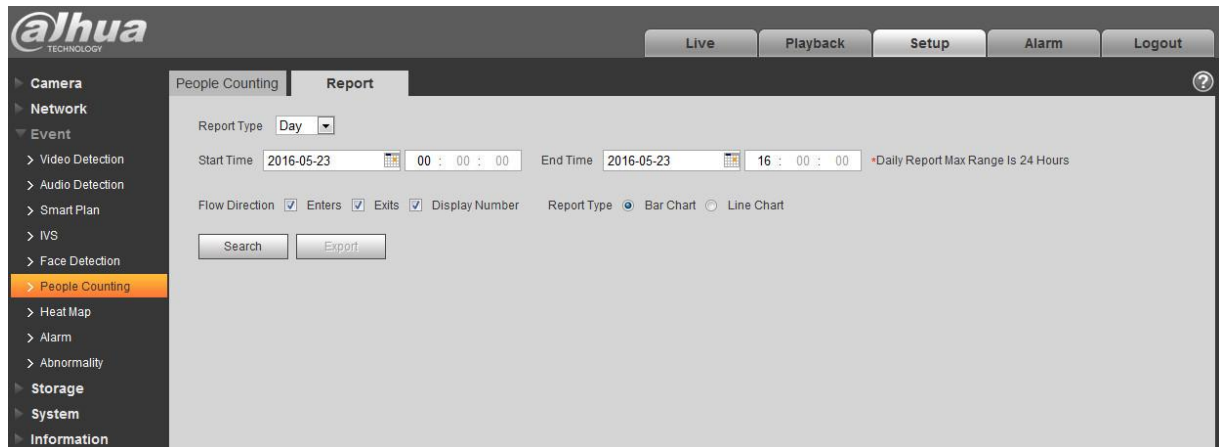 alhua
TECHNOLOGY
Live Playback Setup Alarm Logout
Camera
Network
Event
Video Detection
Audio Detection
Smart Plan
IVS
Face Detection
People Counting
Heat Map
Alarm
Abnormality
Storage
System
Information
People Counting Report ?
Report Type Day
Start Time 2016-05-23 00 : 00 : 00 End Time 2016-05-23 16 : 00 : 00 *Daily Report Max Range Is 24 Hours
Flow Direction Enters Exits Display Number Report Type Bar Chart Line Chart
Search Export